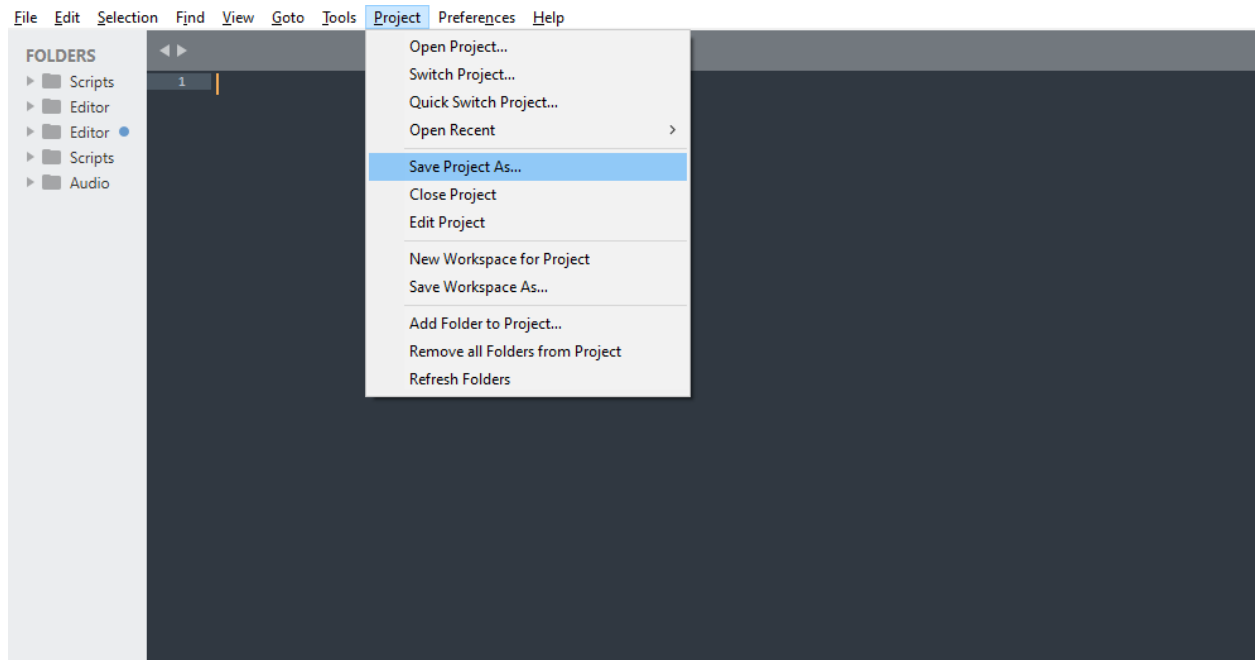 File Edit Selection Find View Goto Tools Project Preferences Help
FOLDERS
Scripts
Editor
Editor
Scripts
Audio
1
Open Project...
Switch Project...
Quick Switch Project...
Open Recent
Save Project As...
Close Project
Edit Project
New Workspace for Project
Save Workspace As...
Add Folder to Project...
Remove all Folders from Project
Refresh Folders